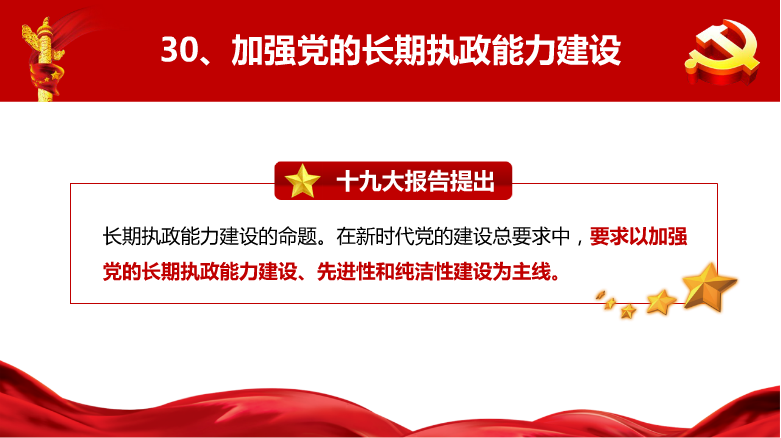 30、加强党的长期执政能力建设
十九大报告提出
长期执政能力建设的命题。在新时代党的建设总要求中，要求以加强
党的长期执政能力建设、先进性和纯洁性建设为主线。